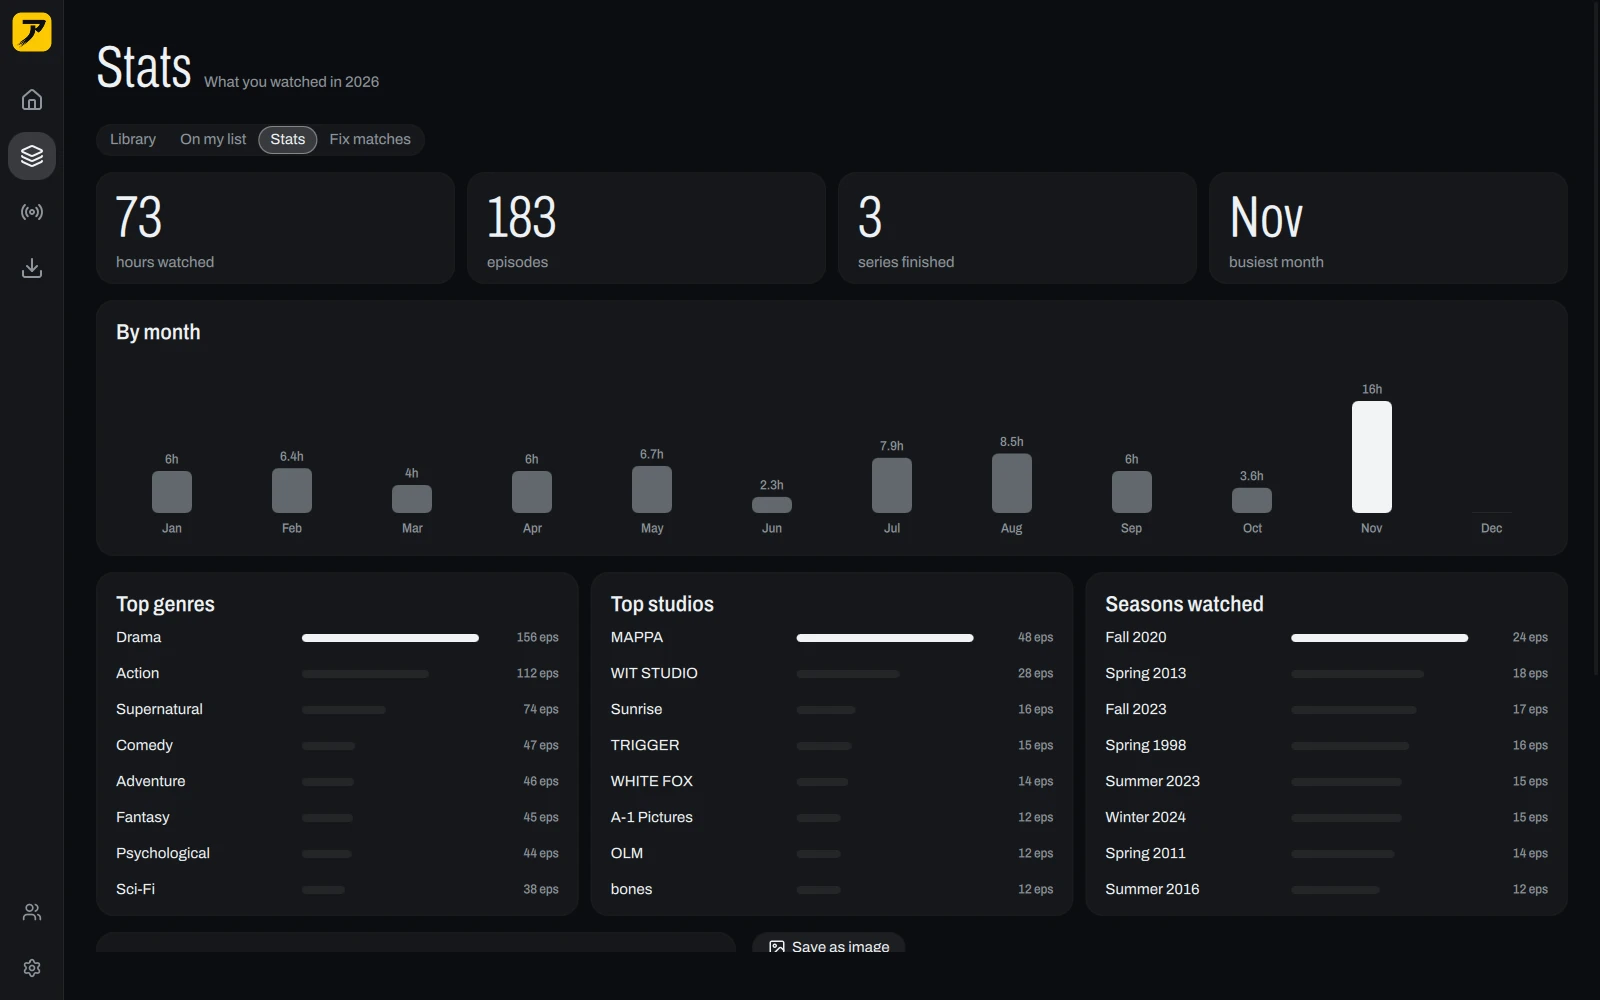 ア
Stats What you watched in 2026
Library On my list Stats Fix matches
73 183 3 Nov
hours watched episodes series finished busiest month
By month
16h
8.5h
7.9h
6.7h
6.4h
6h 6h 6h
4h
3.6h
2.3h
Jan Feb Mar Apr May Jun Jul Aug Sep Oct Nov Dec
Top genres
Drama 156 eps
Action 112 eps
Supernatural 74 eps
Comedy 47 eps
Adventure 46 eps
Fantasy 45 eps
Psychological 44 eps
Sci-Fi 38 eps
Top studios
MAPPA 48 eps
WIT STUDIO 28 eps
Sunrise 16 eps
TRIGGER 15 eps
WHITE FOX 14 eps
A-1 Pictures 12 eps
OLM 12 eps
bones 12 eps
Seasons watched
Fall 2020 24 eps
Spring 2013 18 eps
Fall 2023 17 eps
Spring 1998 16 eps
Summer 2023 15 eps
Winter 2024 15 eps
Spring 2011 14 eps
Summer 2016 12 eps
Save as image